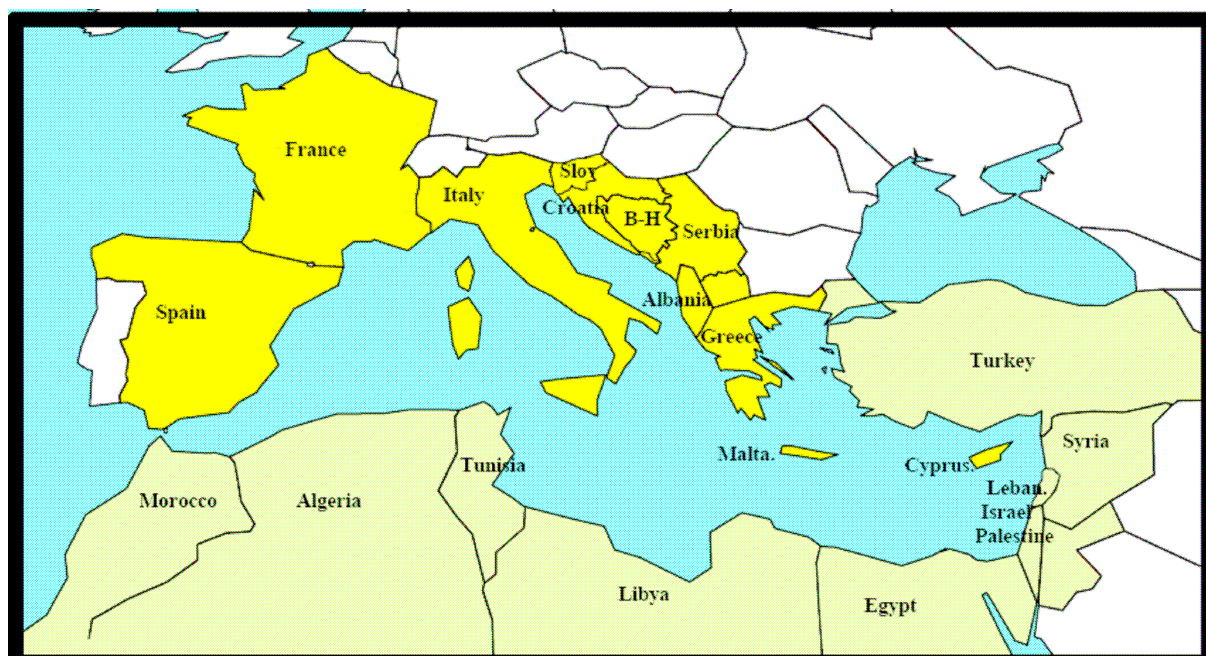 France
Slov
Italy
Croatia
B-H
Serbia
Albania
Spain
Greece
Turkey
Malta.
Cyprus.
Syria
Tunisia
Leban.
Morocco
Algeria
Israel
Palestine
Libya
Egypt